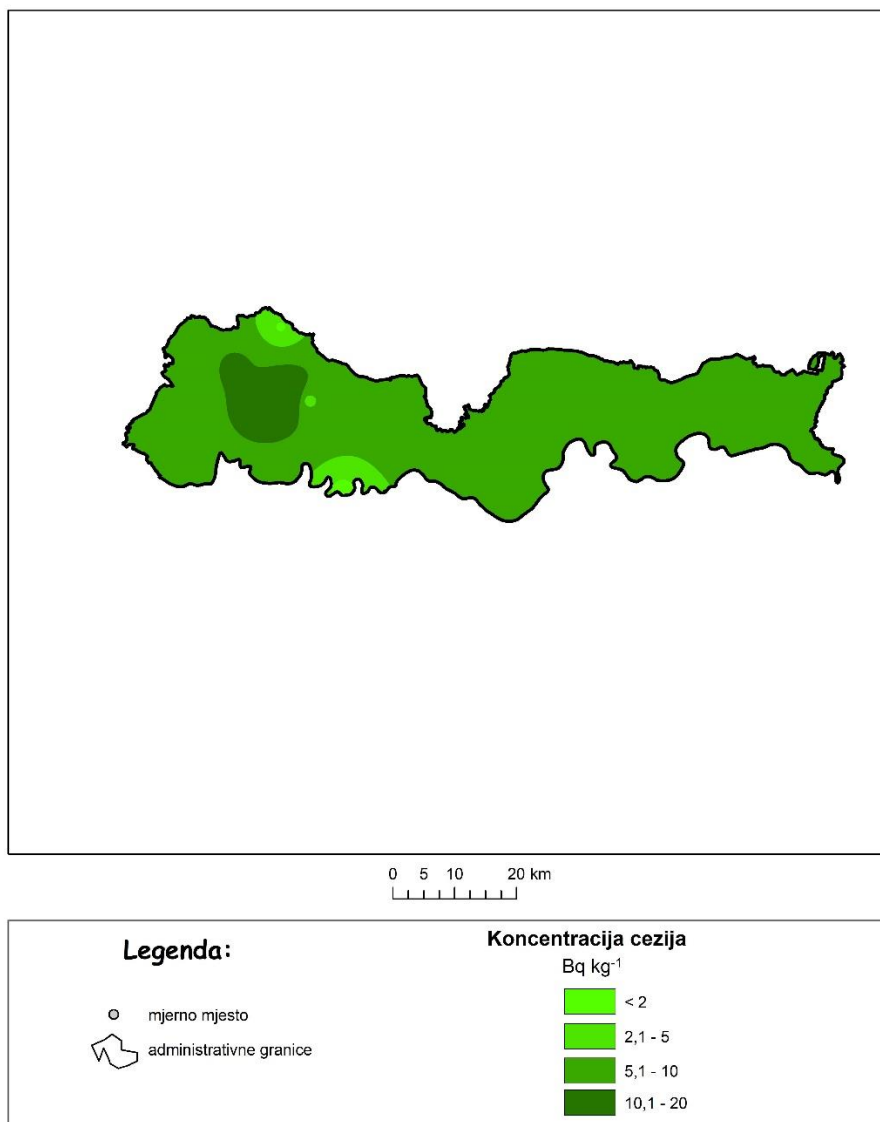 0 5 10 20 km
Legenda:
mjerno mjesto
administrativne granice
Koncentracija cezija
Bq kg⁻¹
< 2
2,1 - 5
5,1 - 10
10,1 - 20